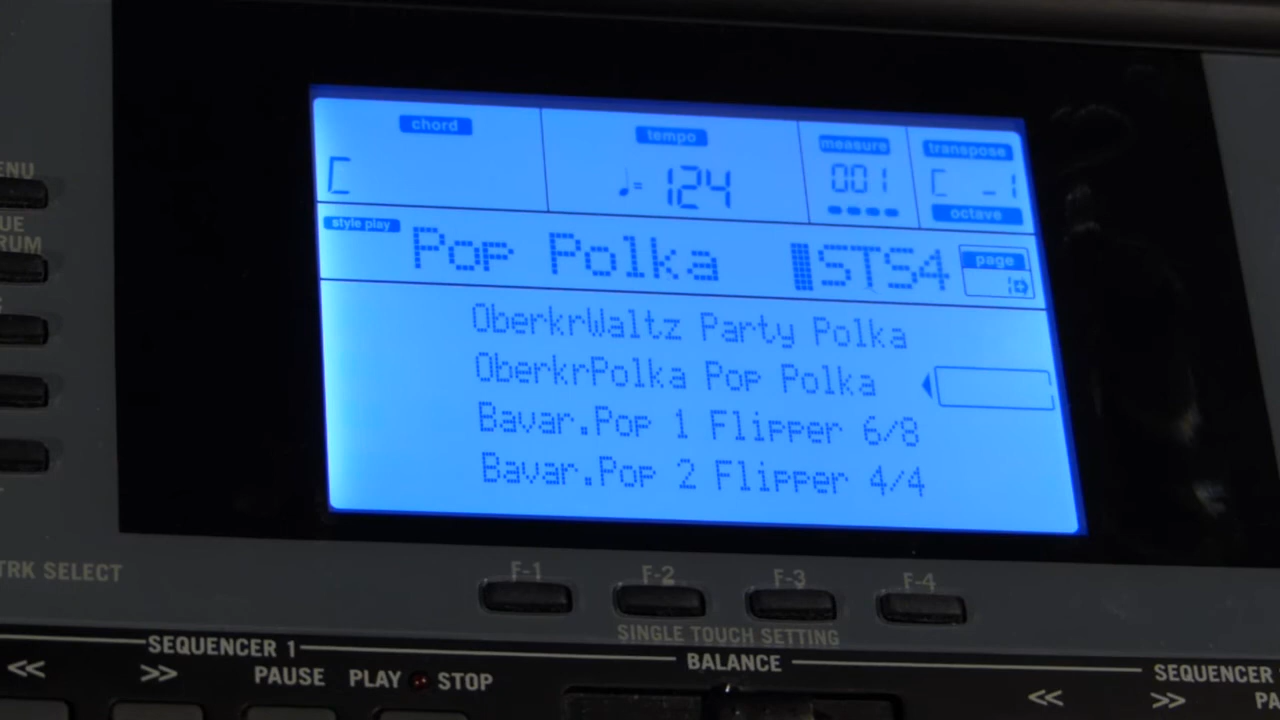 chord
tempo
measure
transpose
C
♩= 124
001
C -1
octave
style play
Pop Polka
STS4
page
1
OberkrWaltz Party Polka
OberkrPolka Pop Polka
Bavar.Pop 1 Flipper 6/8
Bavar.Pop 2 Flipper 4/4
ENU
UE
RUM
TRK SELECT
F-1 F-2 F-3 F-4
SINGLE TOUCH SETTING
SEQUENCER 1
BALANCE
SEQUENCER
<< >> PAUSE PLAY STOP
<< >> PA